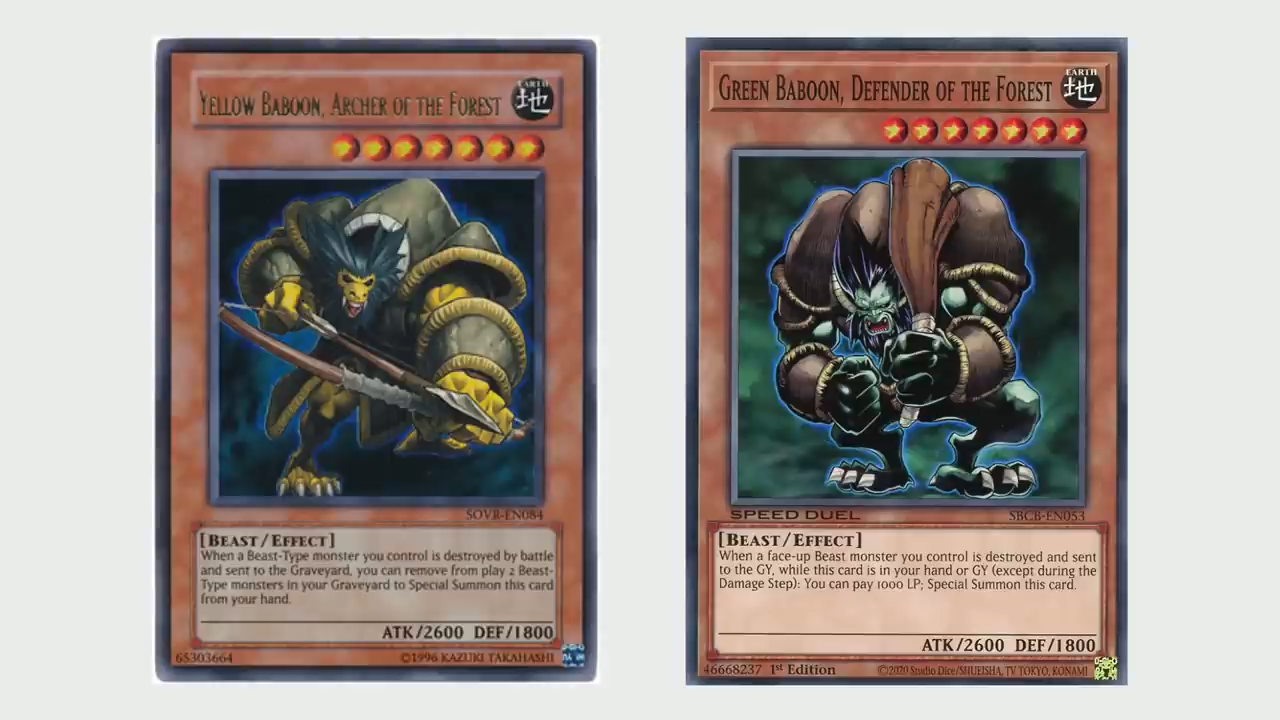 YELLOW BABOON, ARCHER OF THE FOREST
EARTH
地
SOVR-EN084
[BEAST/EFFECT]
When a Beast-Type monster you control is destroyed by battle
and sent to the Graveyard, you can remove from play 2 Beast-
Type monsters in your Graveyard to Special Summon this card
from your hand.
ATK/2600 DEF/1800
65303664
©1996 KAZUKI TAKAHASHI
GREEN BABOON, DEFENDER OF THE FOREST
EARTH
地
SPEED DUEL
SBCB-EN053
[BEAST/EFFECT]
When a face-up Beast monster you control is destroyed and sent
to the GY, while this card is in your hand or GY (except during the
Damage Step): You can pay 1000 LP; Special Summon this card.
ATK/2600 DEF/1800
46668237 1st Edition
©2020 Studio Dice/SHUEISHA, TV TOKYO, KONAMI